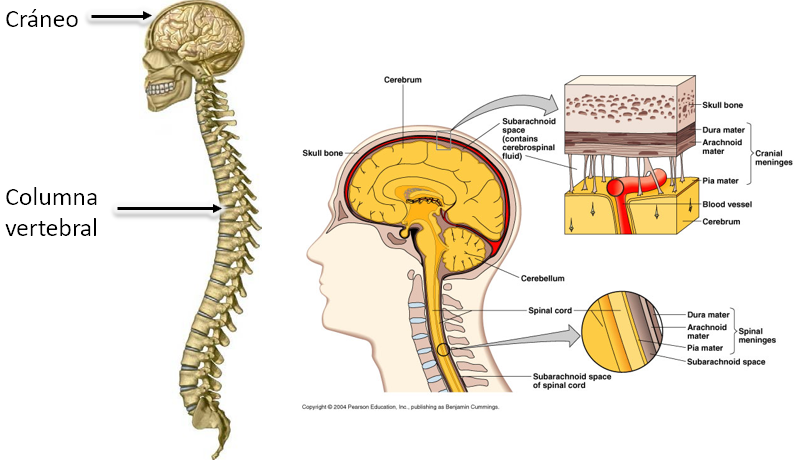 Cráneo
Columna
vertebral
Cerebrum
Skull bone
Subarachnoid
space
(contains
cerebrospinal
fluid)
Cerebellum
Spinal cord
Subarachnoid space
of spinal cord
Skull bone
Dura mater
Arachnoid
mater
Cranial
meninges
Pia mater
Blood vessel
Cerebrum
Dura mater
Arachnoid
mater
Spinal
meninges
Pia mater
Subarachnoid space
Copyright © 2004 Pearson Education, Inc., publishing as Benjamin Cummings.